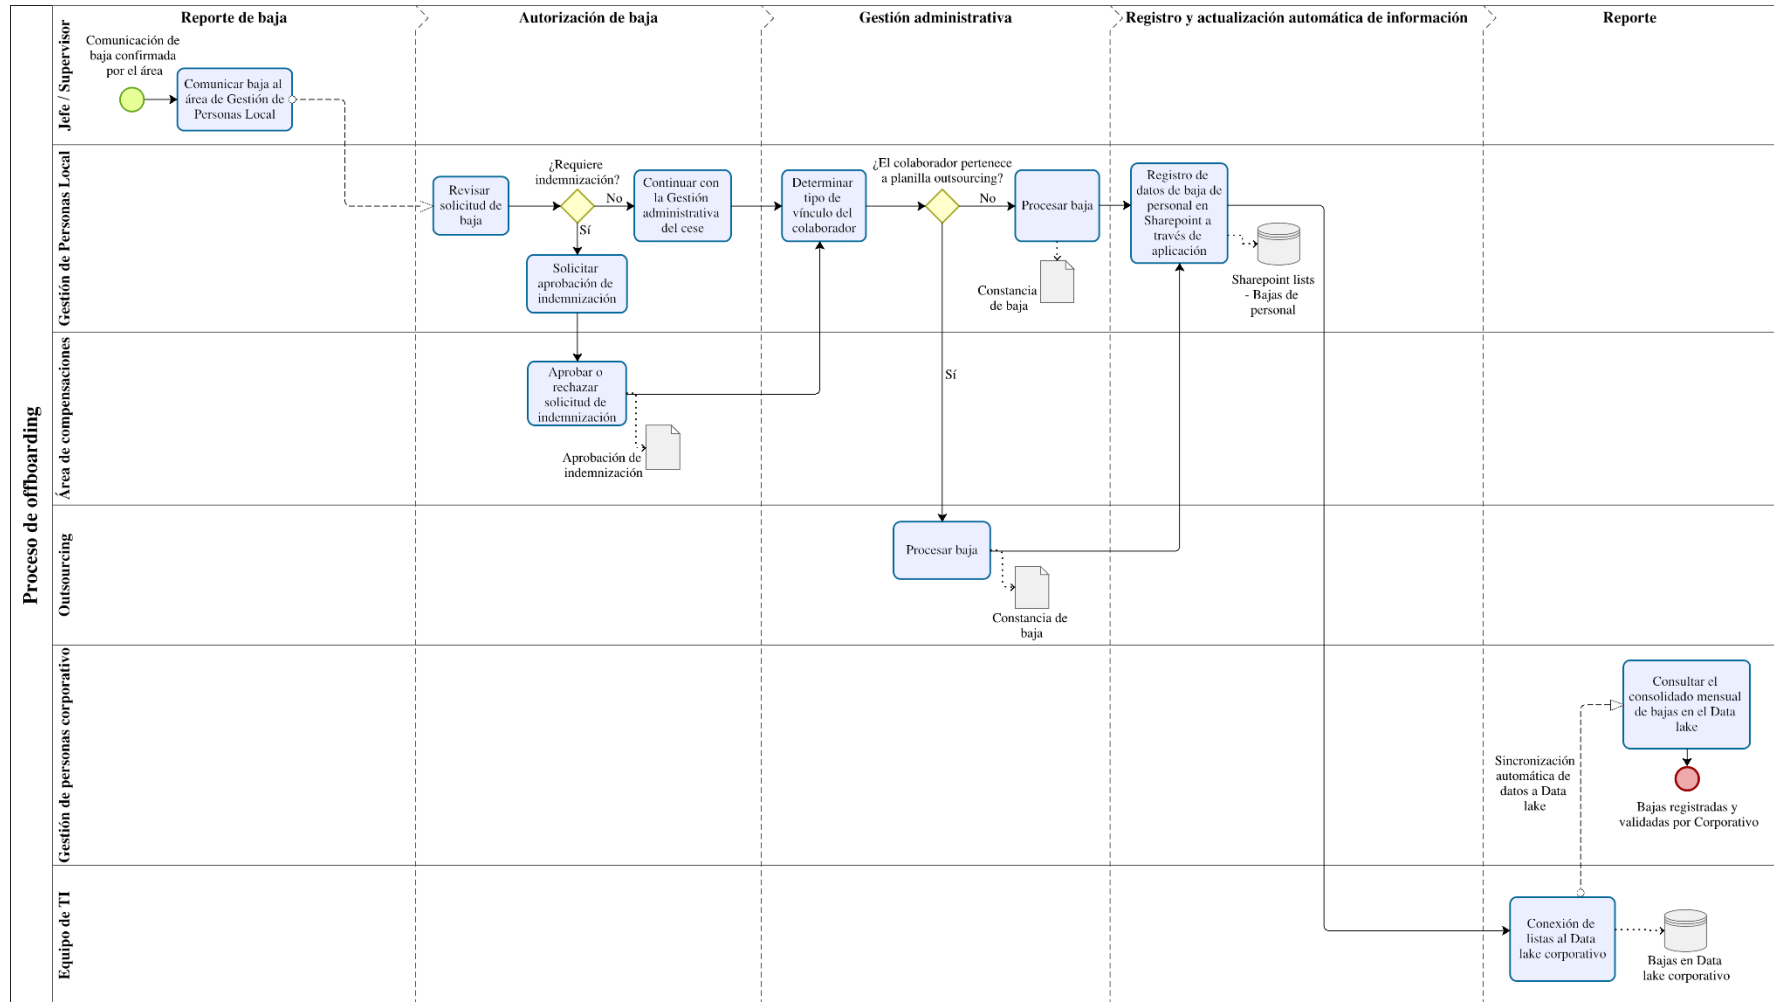 Reporte de baja
Autorización de baja
Gestión administrativa
Registro y actualización automática de información
Reporte
Proceso de offboarding
Jefe / Supervisor
Comunicación de
baja confirmada
por el área
Comunicar baja al
área de Gestión de
Personas Local
Gestión de Personas Local
Revisar
solicitud de
baja
¿Requiere
indemnización?
No
Sí
Continuar con
la Gestión
administrativa
del cese
Solicitar
aprobación de
indemnización
Determinar
tipo de
vínculo del
colaborador
¿El colaborador pertenece
a planilla outsourcing?
No
Sí
Procesar baja
Constancia
de baja
Registro de
datos de baja de
personal en
Sharepoint a
través de
aplicación
Sharepoint lists
- Bajas de
personal
Área de compensaciones
Aprobar o
rechazar
solicitud de
indemnización
Aprobación de
indemnización
Outsourcing
Procesar baja
Constancia de
baja
Gestión de personas corporativo
Consultar el
consolidado mensual
de bajas en el Data
lake
Sincronización
automática de
datos a Data
lake
Bajas registradas y
validadas por Corporativo
Equipo de TI
Conexión de
listas al Data
lake corporativo
Bajas en Data
lake corporativo